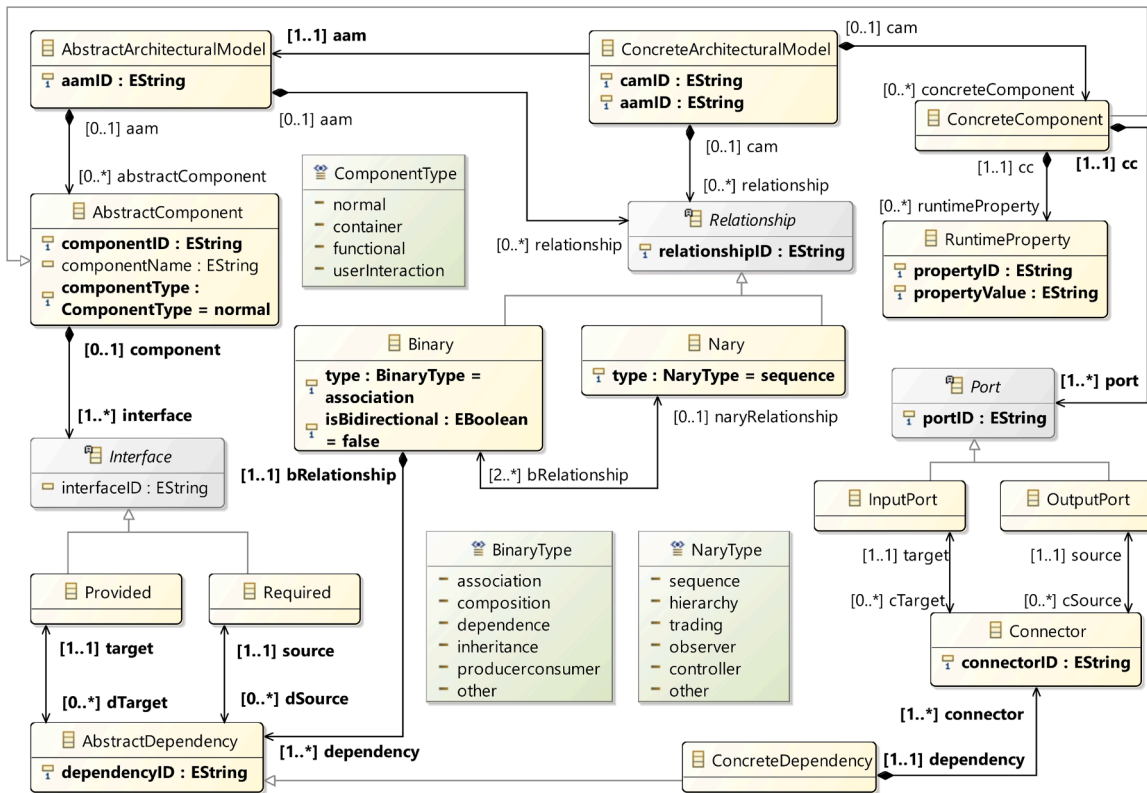 AbstractArchitecturalModel
aamID : EString
[1..1] aam
ConcreteArchitecturalModel
camID : EString
aamID : EString
[0..1] cam
[0..*] concreteComponent
ConcreteComponent
[1..1] cc
[1..1] cc
[0..1] aam
[0..1] aam
[0..1] cam
[0..*] abstractComponent
AbstractComponent
componentID : EString
componentName : EString
componentType :
ComponentType = normal
ComponentType
normal
container
functional
userInteraction
[0..*] relationship
[0..*] relationship
Relationship
relationshipID : EString
[0..*] runtimeProperty
RuntimeProperty
propertyID : EString
propertyValue : EString
[0..1] component
[1..*] interface
Interface
interfaceID : EString
Binary
type : BinaryType =
association
isBidirectional : EBoolean
= false
Nary
type : NaryType = sequence
[0..1] naryRelationship
[1..1] bRelationship
[2..*] bRelationship
Port
portID : EString
[1..*] port
InputPort
OutputPort
[1..1] target
[1..1] source
[0..*] cTarget
[0..*] cSource
Connector
connectorID : EString
Provided
Required
[1..1] target
[1..1] source
[0..*] dTarget
[0..*] dSource
BinaryType
association
composition
dependence
inheritance
producerconsumer
other
NaryType
sequence
hierarchy
trading
observer
controller
other
AbstractDependency
dependencyID : EString
[1..*] dependency
ConcreteDependency
[1..1] dependency
[1..*] connector